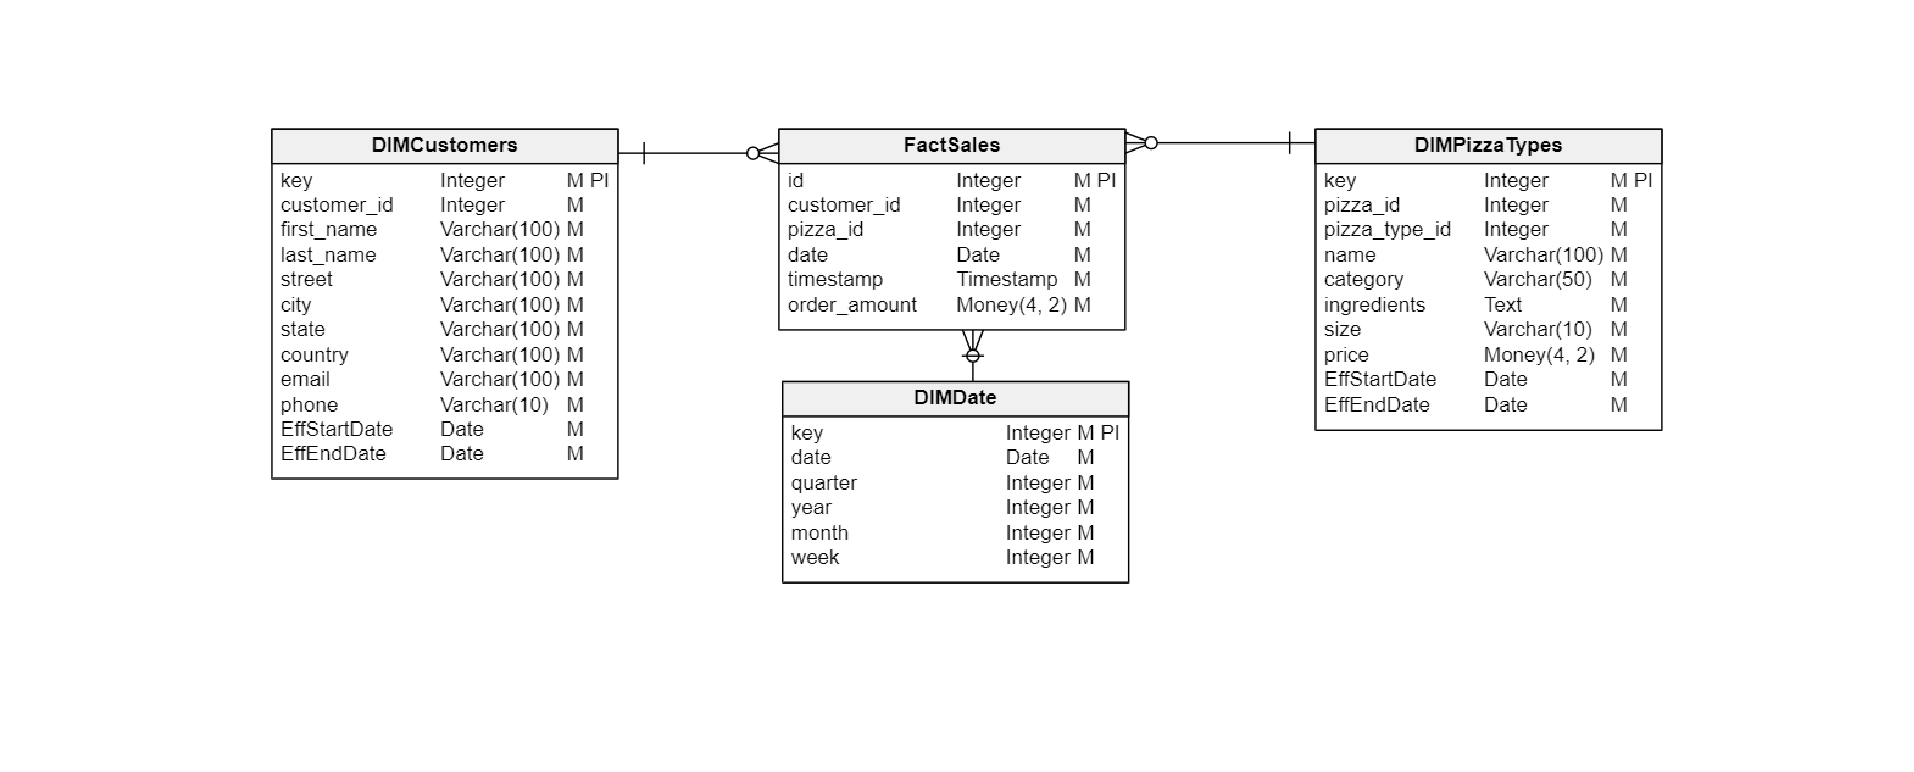 DIMCustomers
key Integer M PI
customer_id Integer M
first_name Varchar(100) M
last_name Varchar(100) M
street Varchar(100) M
city Varchar(100) M
state Varchar(100) M
country Varchar(100) M
email Varchar(100) M
phone Varchar(10) M
EffStartDate Date M
EffEndDate Date M
FactSales
id Integer M PI
customer_id Integer M
pizza_id Integer M
date Date M
timestamp Timestamp M
order_amount Money(4, 2) M
DIMDate
key Integer M PI
date Date M
quarter Integer M
year Integer M
month Integer M
week Integer M
DIMPizzaTypes
key Integer M PI
pizza_id Integer M
pizza_type_id Integer M
name Varchar(100) M
category Varchar(50) M
ingredients Text M
size Varchar(10) M
price Money(4, 2) M
EffStartDate Date M
EffEndDate Date M